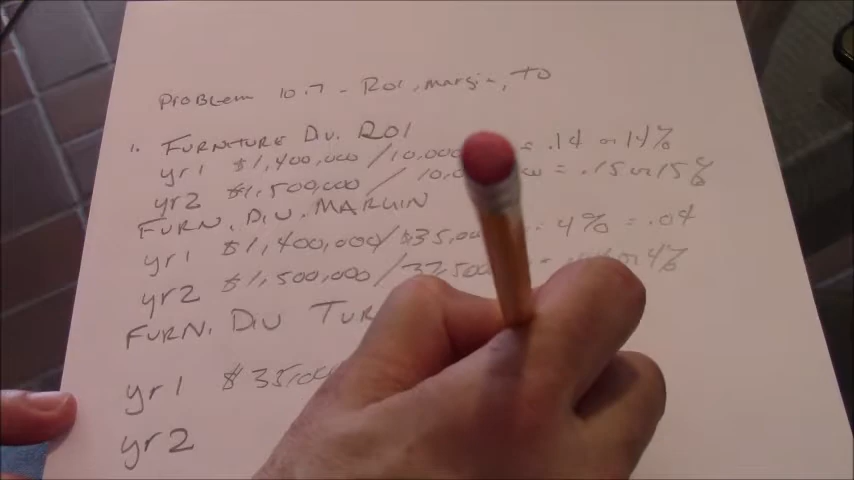 Problem 10.7 - ROI, margin, TO
1. FURNITURE DIV. ROI
yr1 $1,400,000 / 10,000 = .14 or 14%
yr2 $1,500,000 / 10,0 = .15 or 15%
FURN. DIV. MARGIN
yr1 $1,400,000 / $35,00 = 4% = .04
yr2 $1,500,000 / 37,500 4%
FURN. DIV TUR
yr1 $35,00
yr2